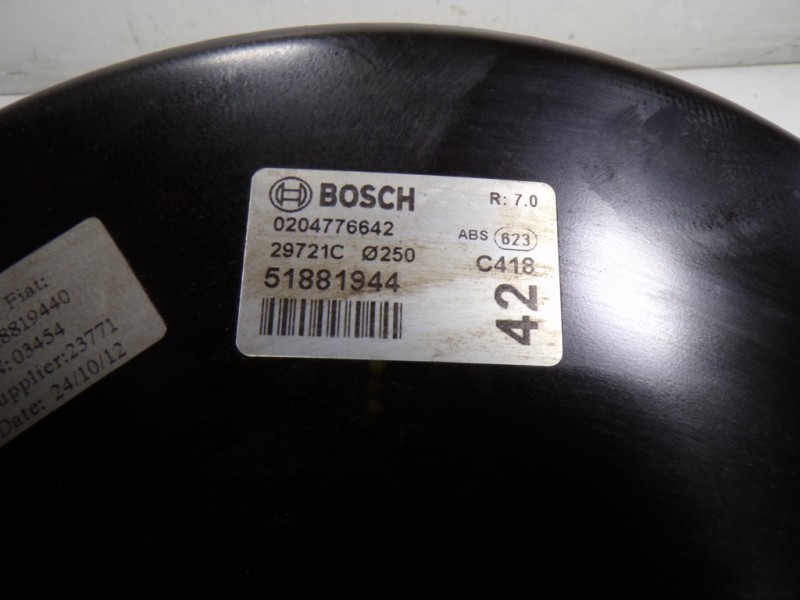 BOSCH R: 7.0
0204776642 ABS 623
29721C Ø250 C418
51881944
42
Fiat:
8819440
N:03454
upplier:23771
Date: 24/10/12